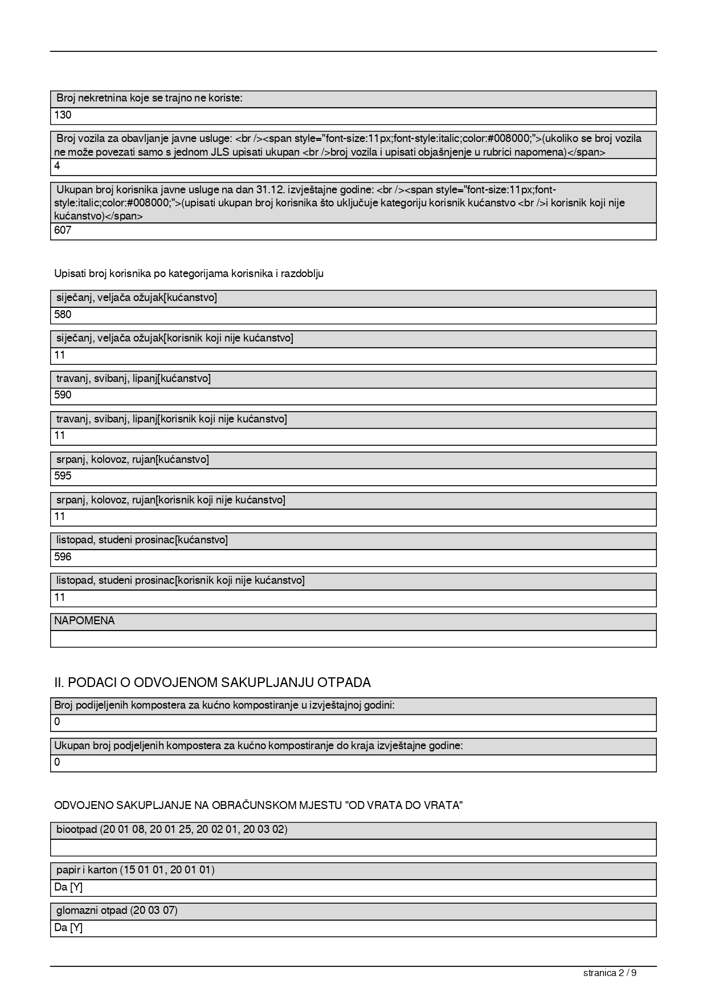 Broj nekretnina koje se trajno ne koriste:
130
Broj vozila za obavljanje javne usluge: <br /><span style="font-size:11px;font-style:italic;color:#008000;">(ukoliko se broj vozila
ne može povezati samo s jednom JLS upisati ukupan <br />broj vozila i upisati objašnjenje u rubrici napomena)</span>
4
Ukupan broj korisnika javne usluge na dan 31.12. izvještajne godine: <br /><span style="font-size:11px;font-
style:italic;color:#008000;">(upisati ukupan broj korisnika što uključuje kategoriju korisnik kućanstvo <br />i korisnik koji nije
kućanstvo)</span>
607
Upisati broj korisnika po kategorijama korisnika i razdoblju
siječanj, veljača ožujak[kućanstvo]
580
siječanj, veljača ožujak[korisnik koji nije kućanstvo]
11
travanj, svibanj, lipanj[kućanstvo]
590
travanj, svibanj, lipanj[korisnik koji nije kućanstvo]
11
srpanj, kolovoz, rujan[kućanstvo]
595
srpanj, kolovoz, rujan[korisnik koji nije kućanstvo]
11
listopad, studeni prosinac[kućanstvo]
596
listopad, studeni prosinac[korisnik koji nije kućanstvo]
11
NAPOMENA
II. PODACI O ODVOJENOM SAKUPLJANJU OTPADA
Broj podijeljenih kompostera za kućno kompostiranje u izvještajnoj godini:
0
Ukupan broj podjeljenih kompostera za kućno kompostiranje do kraja izvještajne godine:
0
ODVOJENO SAKUPLJANJE NA OBRAČUNSKOM MJESTU "OD VRATA DO VRATA"
biootpad (20 01 08, 20 01 25, 20 02 01, 20 03 02)
papir i karton (15 01 01, 20 01 01)
Da [Y]
glomazni otpad (20 03 07)
Da [Y]
stranica 2 / 9